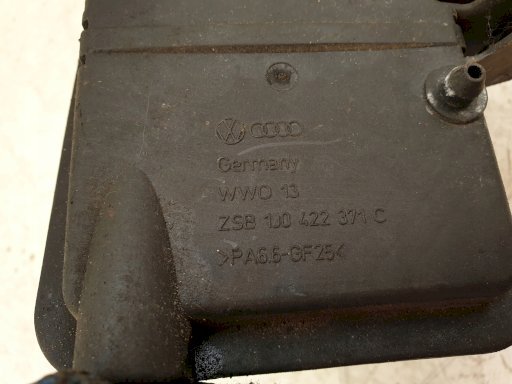 Germany
WWO 13
ZSB 1J0 422 371 C
>PA6.6-GF25<